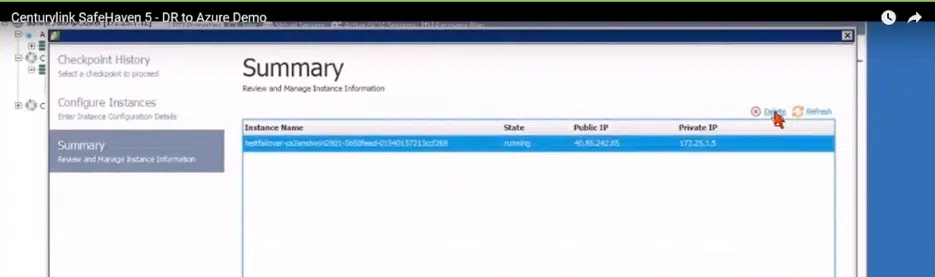 Centurylink SafeHaven 5 - DR to Azure Demo
Checkpoint History
Select a checkpoint to proceed
Configure Instances
Enter Instance Configuration Details
Summary
Review and Manage Instance Information
Summary
Review and Manage Instance Information
Delete Refresh
Instance Name State Public IP Private IP
running 40.85.242.65 172.25.1.5